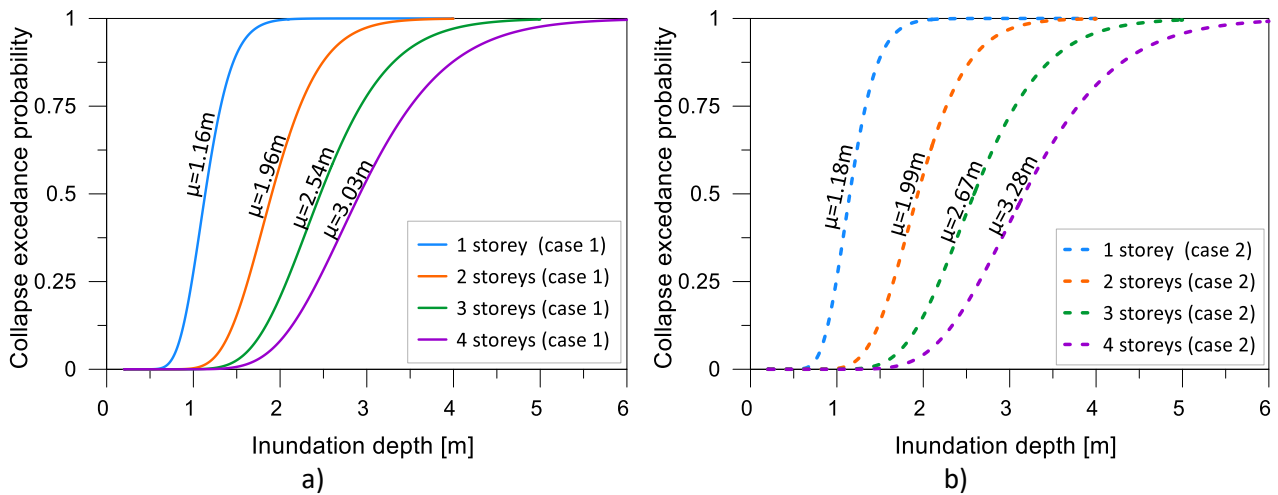 Collapse excedance probability
1
0.75
0.5
0.25
0
μ=1.16m
μ=1.96m
μ=2.54m
μ=3.03m
1 storey (case 1)
2 storeys (case 1)
3 storeys (case 1)
4 storeys (case 1)
0 1 2 3 4 5 6
Inundation depth [m]
a)
Collapse excedance probability
1
0.75
0.5
0.25
0
μ=1.18m
μ=1.99m
μ=2.67m
μ=3.28m
1 storey (case 2)
2 storeys (case 2)
3 storeys (case 2)
4 storeys (case 2)
0 1 2 3 4 5 6
Inundation depth [m]
b)